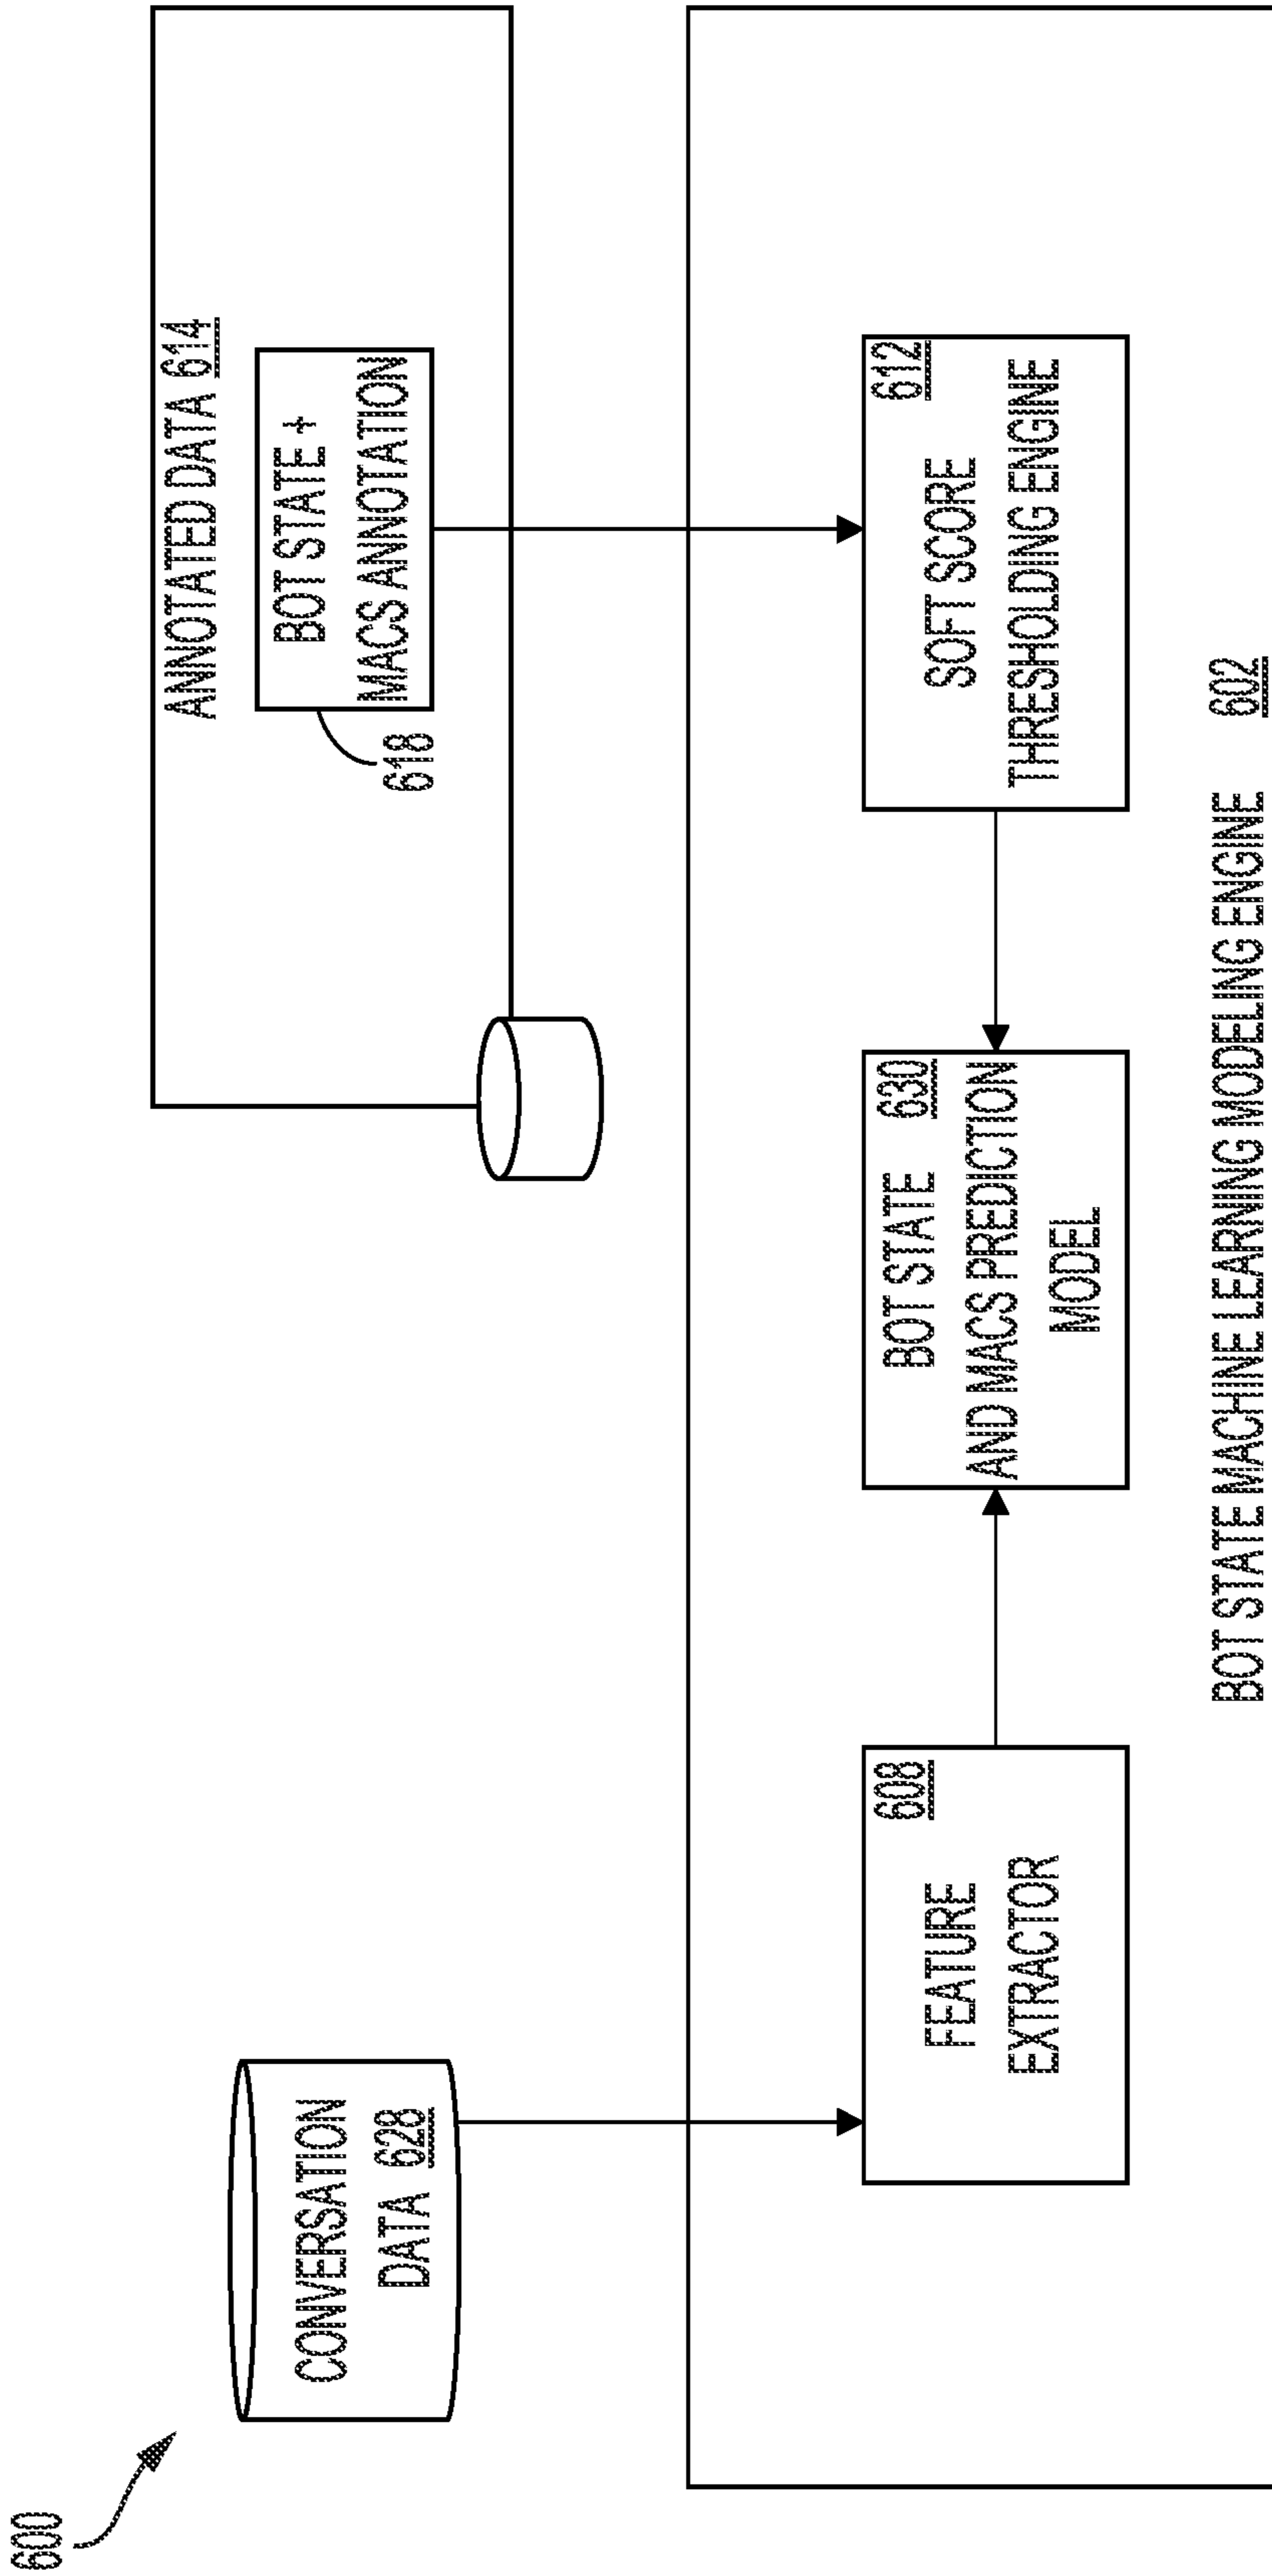 600
CONVERSATION
DATA 628
ANNOTATED DATA 614
BOT STATE +
MACS ANNOTATION
618
608
FEATURE
EXTRACTOR
BOT STATE 630
AND MACS PREDICTION
MODEL
612
SOFT SCORE
THRESHOLDING ENGINE
BOT STATE MACHINE LEARNING MODELING ENGINE 602